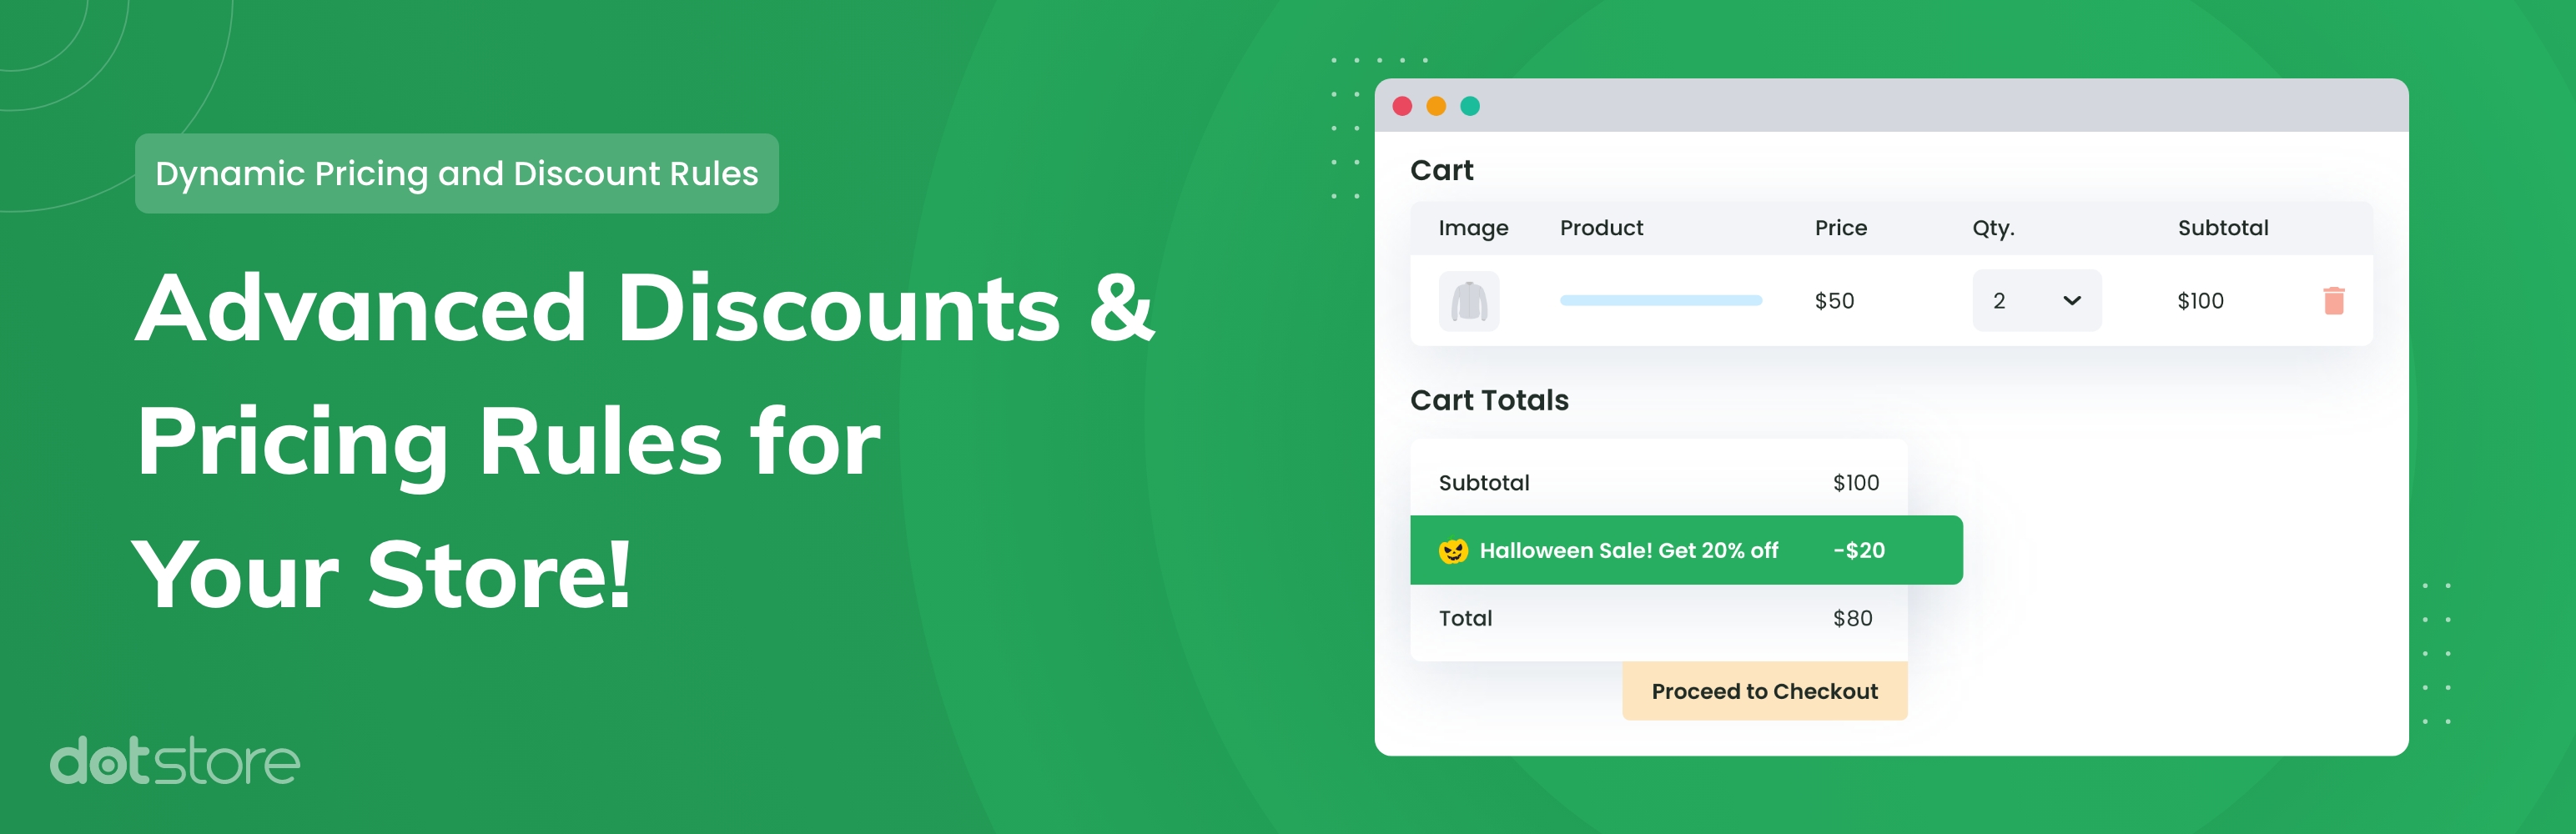 Dynamic Pricing and Discount Rules
Advanced Discounts &
Pricing Rules for
Your Store!
dotstore
Cart
Image Product Price Qty. Subtotal
$50 2 $100
Cart Totals
Subtotal $100
Halloween Sale! Get 20% off -$20
Total $80
Proceed to Checkout